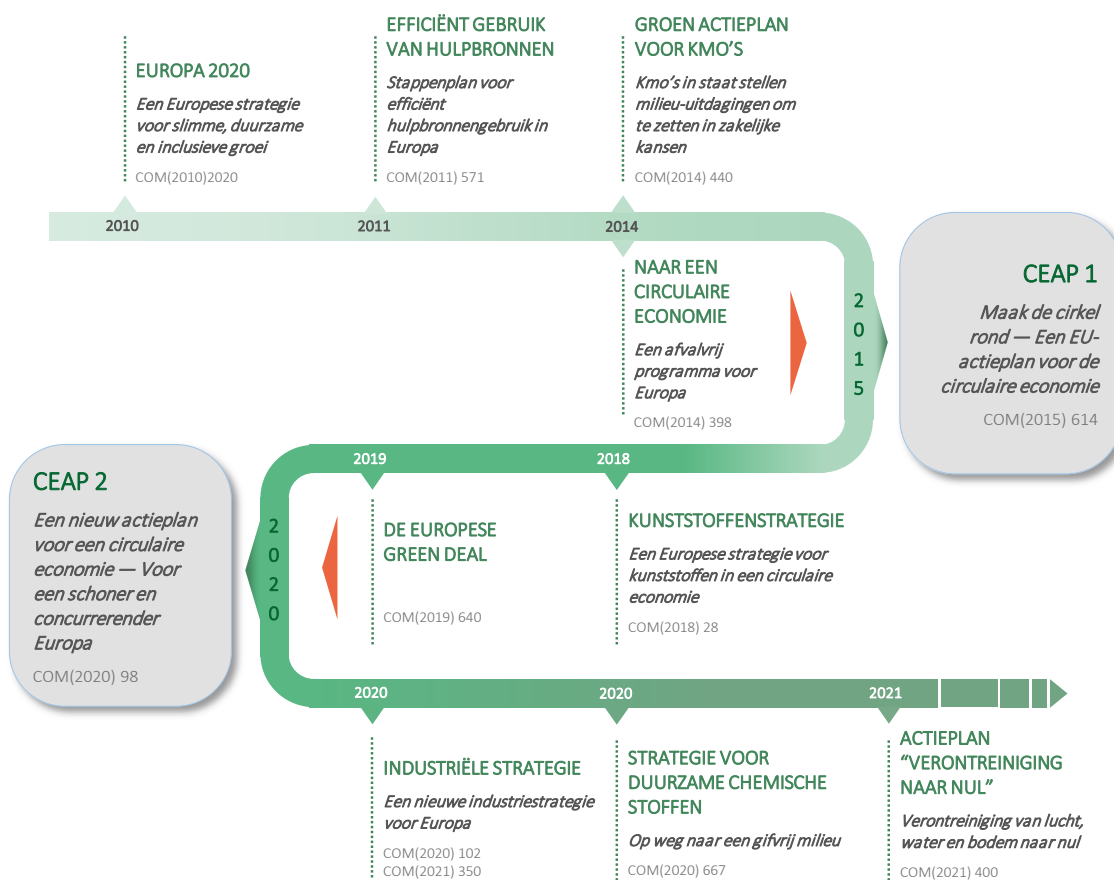 EUROPA 2020
Een Europese strategie
voor slimme, duurzame
en inclusieve groei
COM(2010)2020
EFFICIËNT GEBRUIK
VAN HULPBRONNEN
Stappenplan voor
efficiënt
hulpbronnengebruik in
Europa
COM(2011) 571
GROEN ACTIEPLAN
VOOR KMO'S
Kmo's in staat stellen
milieu-uitdagingen om
te zetten in zakelijke
kansen
COM(2014) 440
2010
2011
2014
NAAR EEN
CIRCULAIRE
ECONOMIE
Een afvalvrij
programma voor
Europa
COM(2014) 398
2
0
1
5
CEAP 1
Maak de cirkel
rond — Een EU-
actieplan voor de
circulaire economie
COM(2015) 614
2019
2018
CEAP 2
Een nieuw actieplan
voor een circulaire
economie — Voor
een schoner en
concurrerender
Europa
COM(2020) 98
2
0
2
0
DE EUROPESE
GREEN DEAL
COM(2019) 640
KUNSTSTOFFENSTRATEGIE
Een Europese strategie voor
kunststoffen in een circulaire
economie
COM(2018) 28
2020
2020
2021
INDUSTRIËLE STRATEGIE
Een nieuwe industriestrategie
voor Europa
COM(2020) 102
COM(2021) 350
STRATEGIE VOOR
DUURZAME CHEMISCHE
STOFFEN
Op weg naar een gifvrij milieu
COM(2020) 667
ACTIEPLAN
“VERONTREINIGING
NAAR NUL”
Verontreiniging van lucht,
water en bodem naar nul
COM(2021) 400